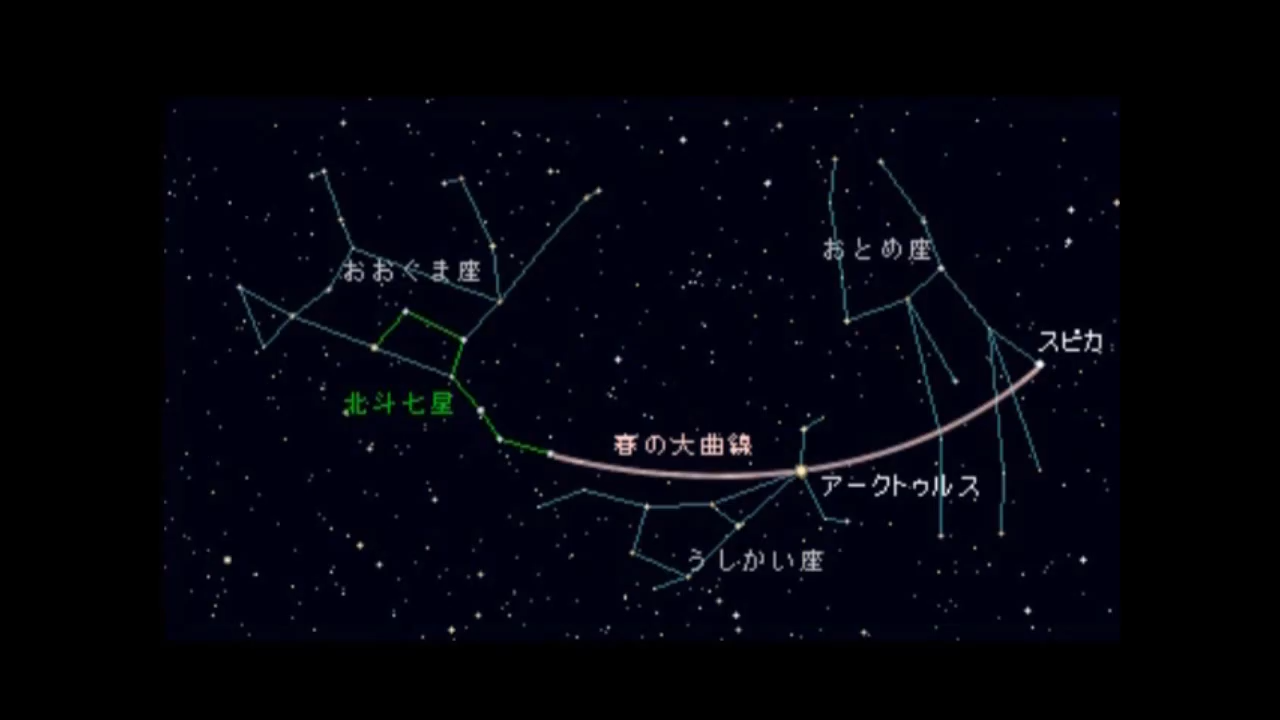 おとめ座
おおぐま座
スピカ
北斗七星
春の大曲線
アークトゥルス
うしかい座